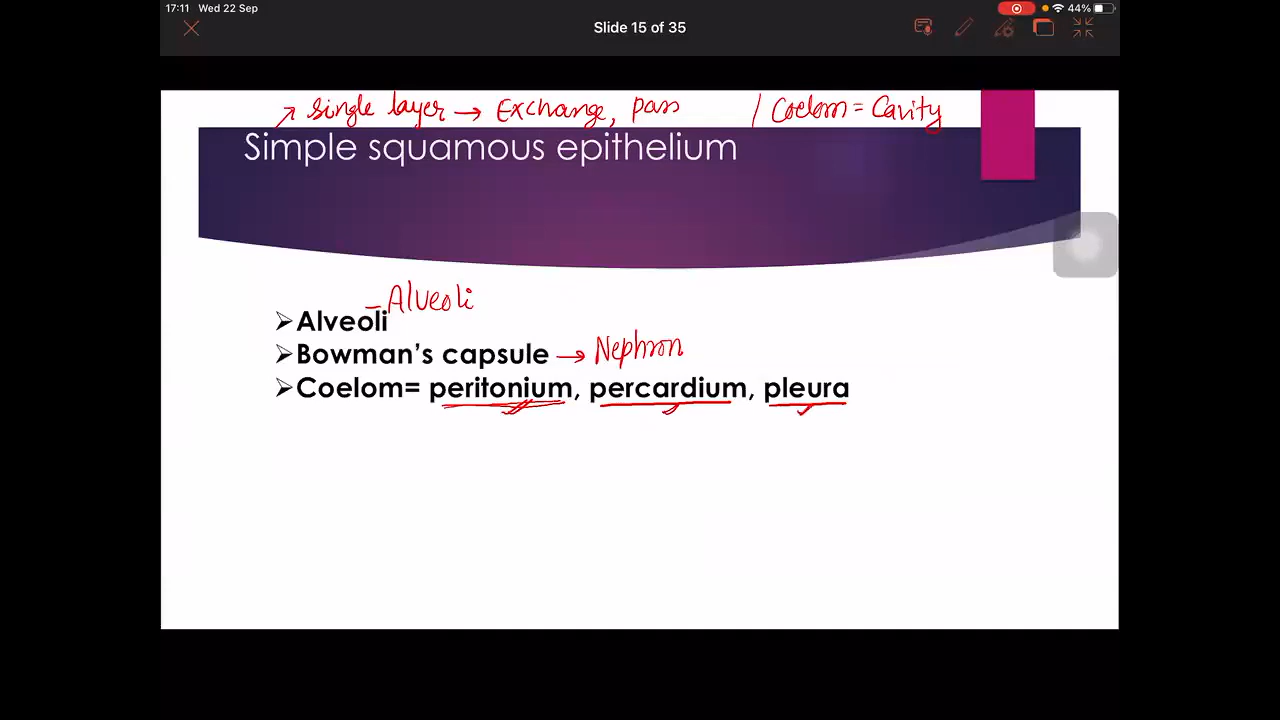 17:11 Wed 22 Sep 44%
Slide 15 of 35
↗ Single layer → Exchange, pass / Coelom = Cavity
Simple squamous epithelium
– Alveoli
➢Alveoli
➢Bowman's capsule → Nephron
➢Coelom= peritonium, percardium, pleura